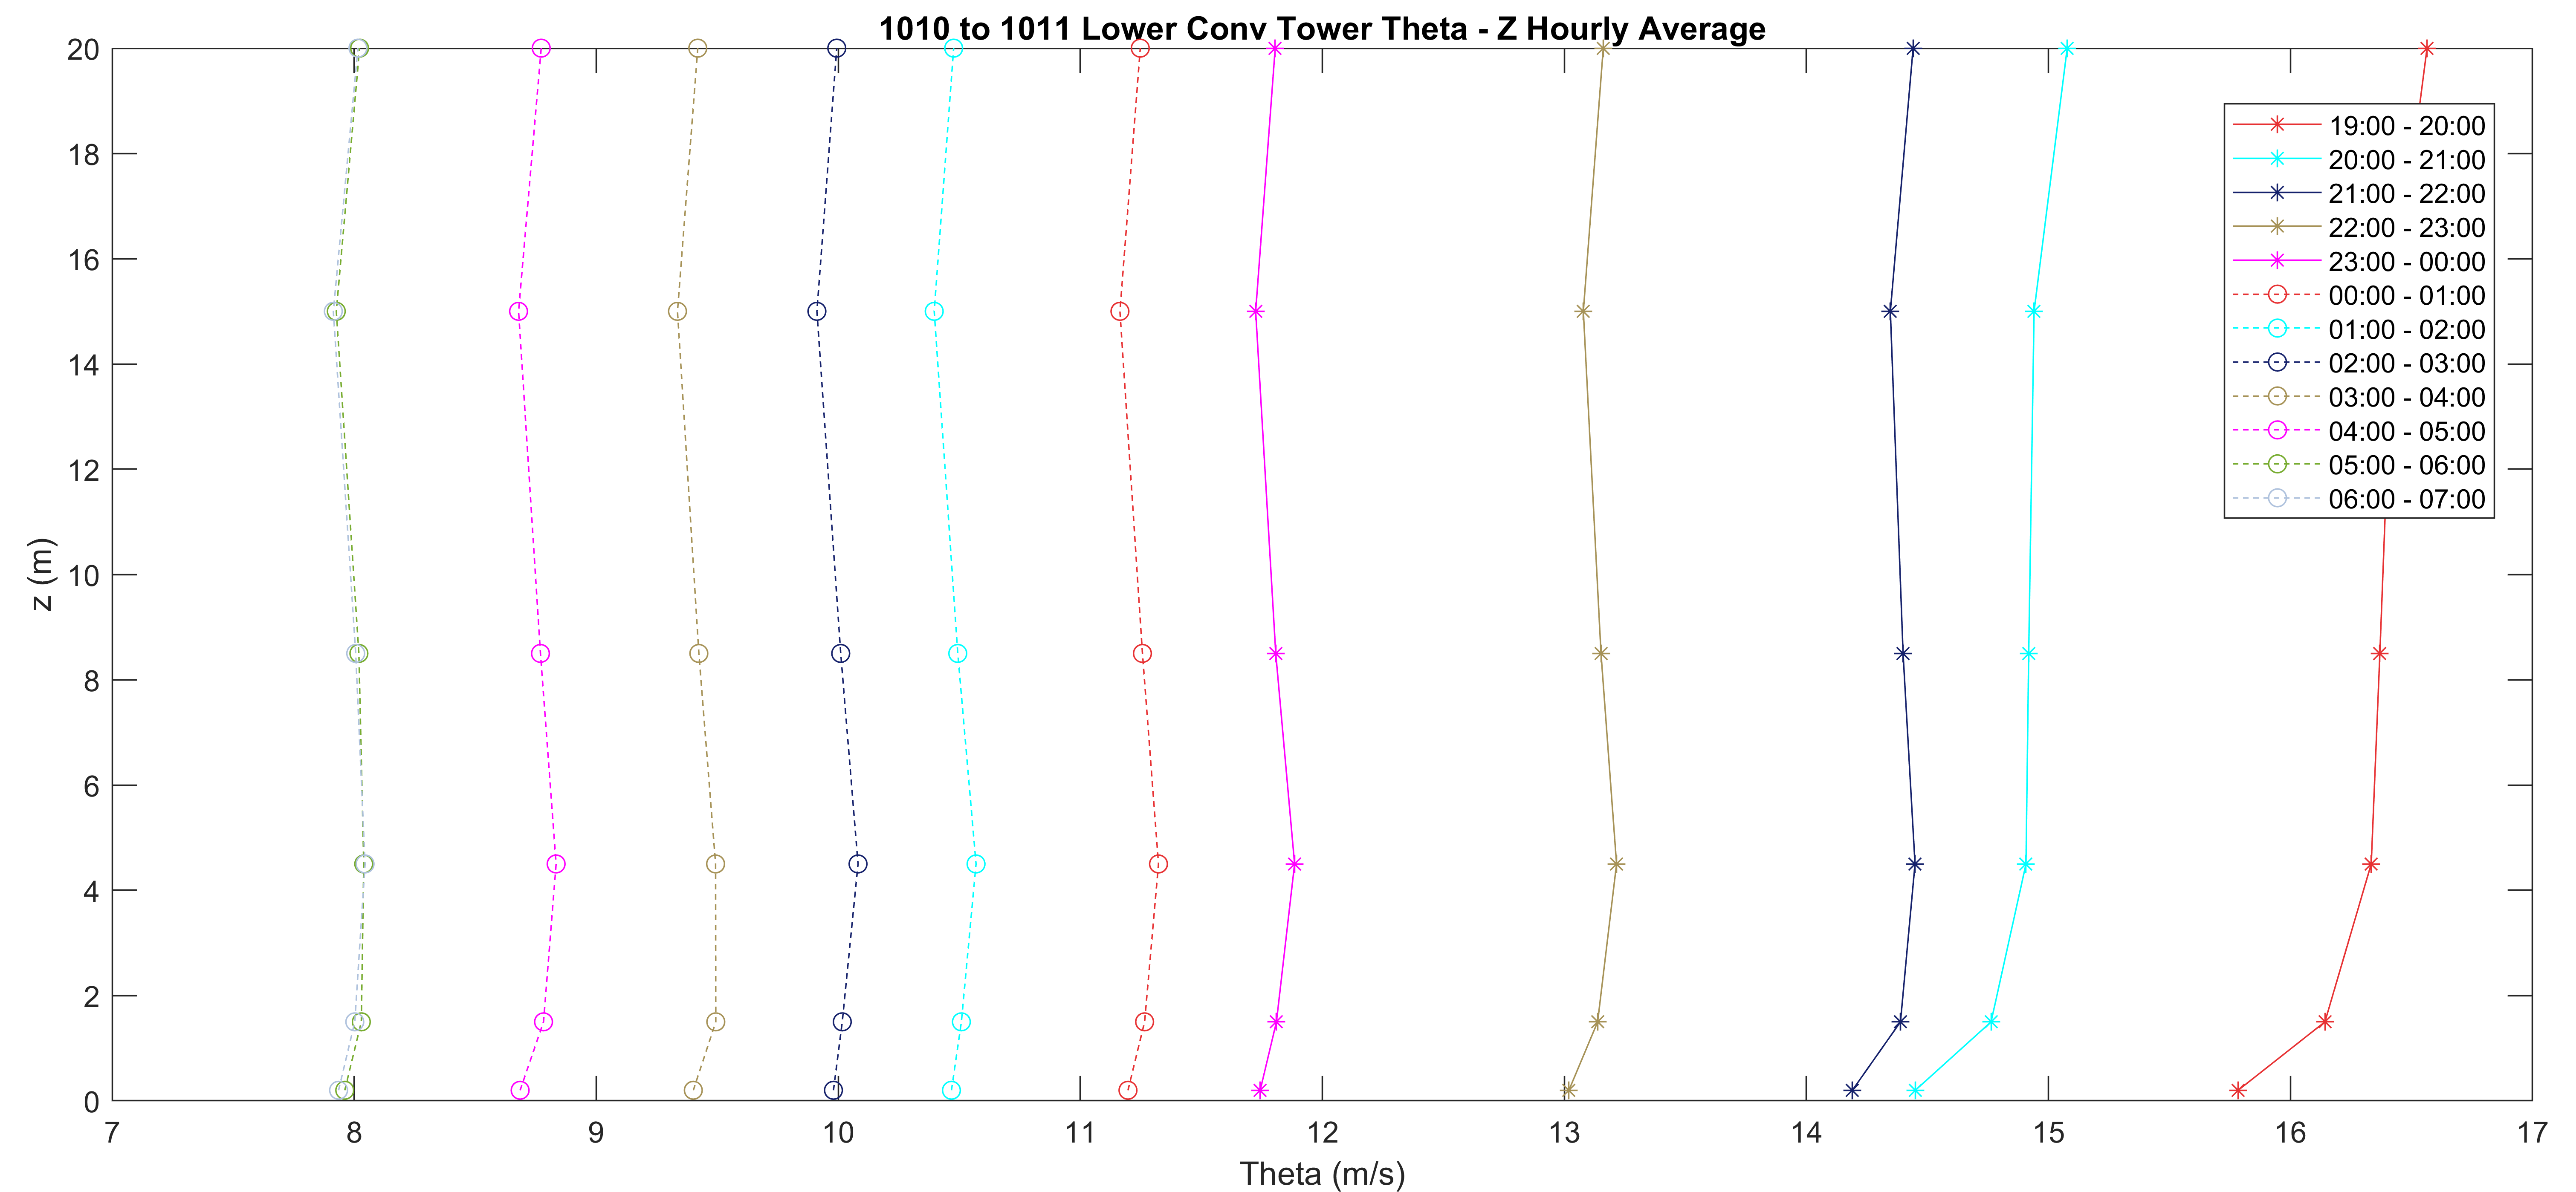 1010 to 1011 Lower Conv Tower Theta - Z Hourly Average
20
18
16
14
12
10
8
6
4
2
0
z (m)
7 8 9 10 11 12 13 14 15 16 17
Theta (m/s)
19:00 - 20:00
20:00 - 21:00
21:00 - 22:00
22:00 - 23:00
23:00 - 00:00
00:00 - 01:00
01:00 - 02:00
02:00 - 03:00
03:00 - 04:00
04:00 - 05:00
05:00 - 06:00
06:00 - 07:00